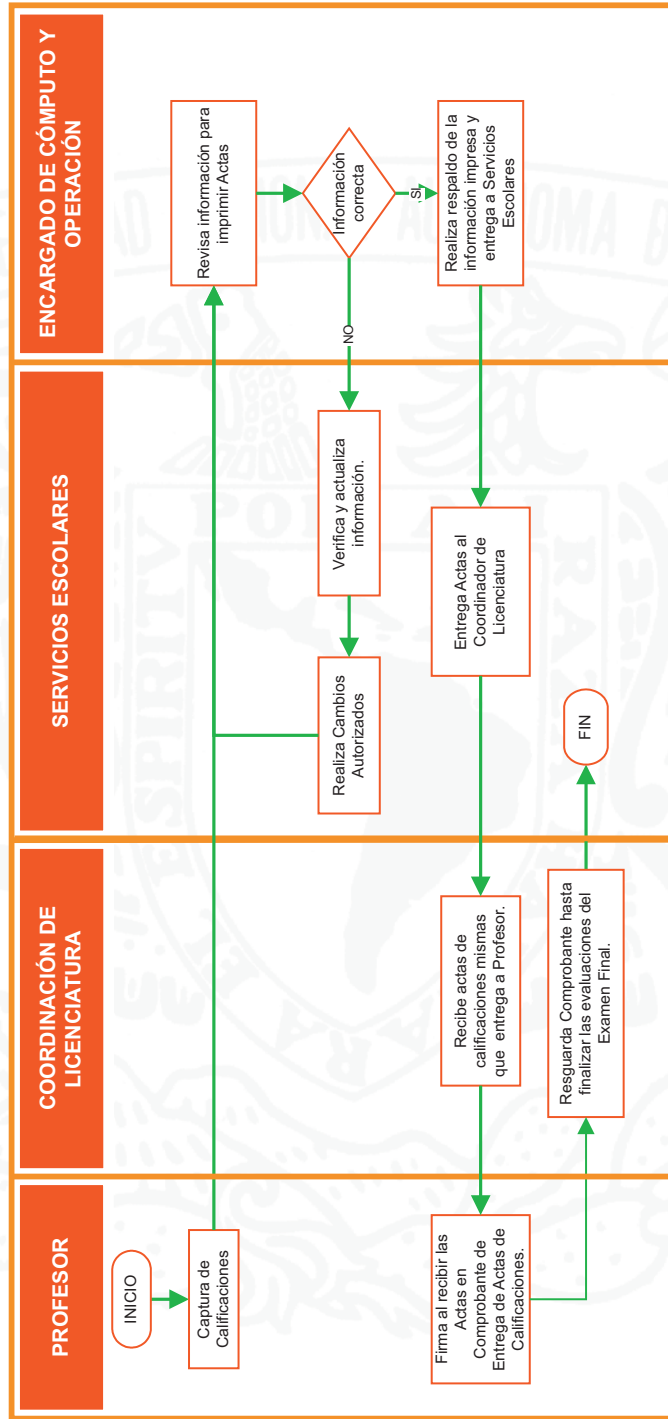 PROFESOR
COORDINACIÓN DE
LICENCIATURA
SERVICIOS ESCOLARES
ENCARGADO DE CÓMPUTO Y
OPERACIÓN
INICIO
Captura de
Calificaciones
Revisa información para
imprimir Actas
Información
correcta
NO
Verifica y actualiza
información.
Realiza Cambios
Autorizados
SI,
Realiza respaldo de la
información impresa y
entrega a Servicios
Escolares
Entrega Actas al
Coordinador de
Licenciatura
Recibe actas de
calificaciones mismas
que entrega a Profesor.
Firma al recibir las
Actas en
Comprobante de
Entrega de Actas de
Calificaciones.
Resguarda Comprobante hasta
finalizar las evaluaciones del
Examen Final.
FIN